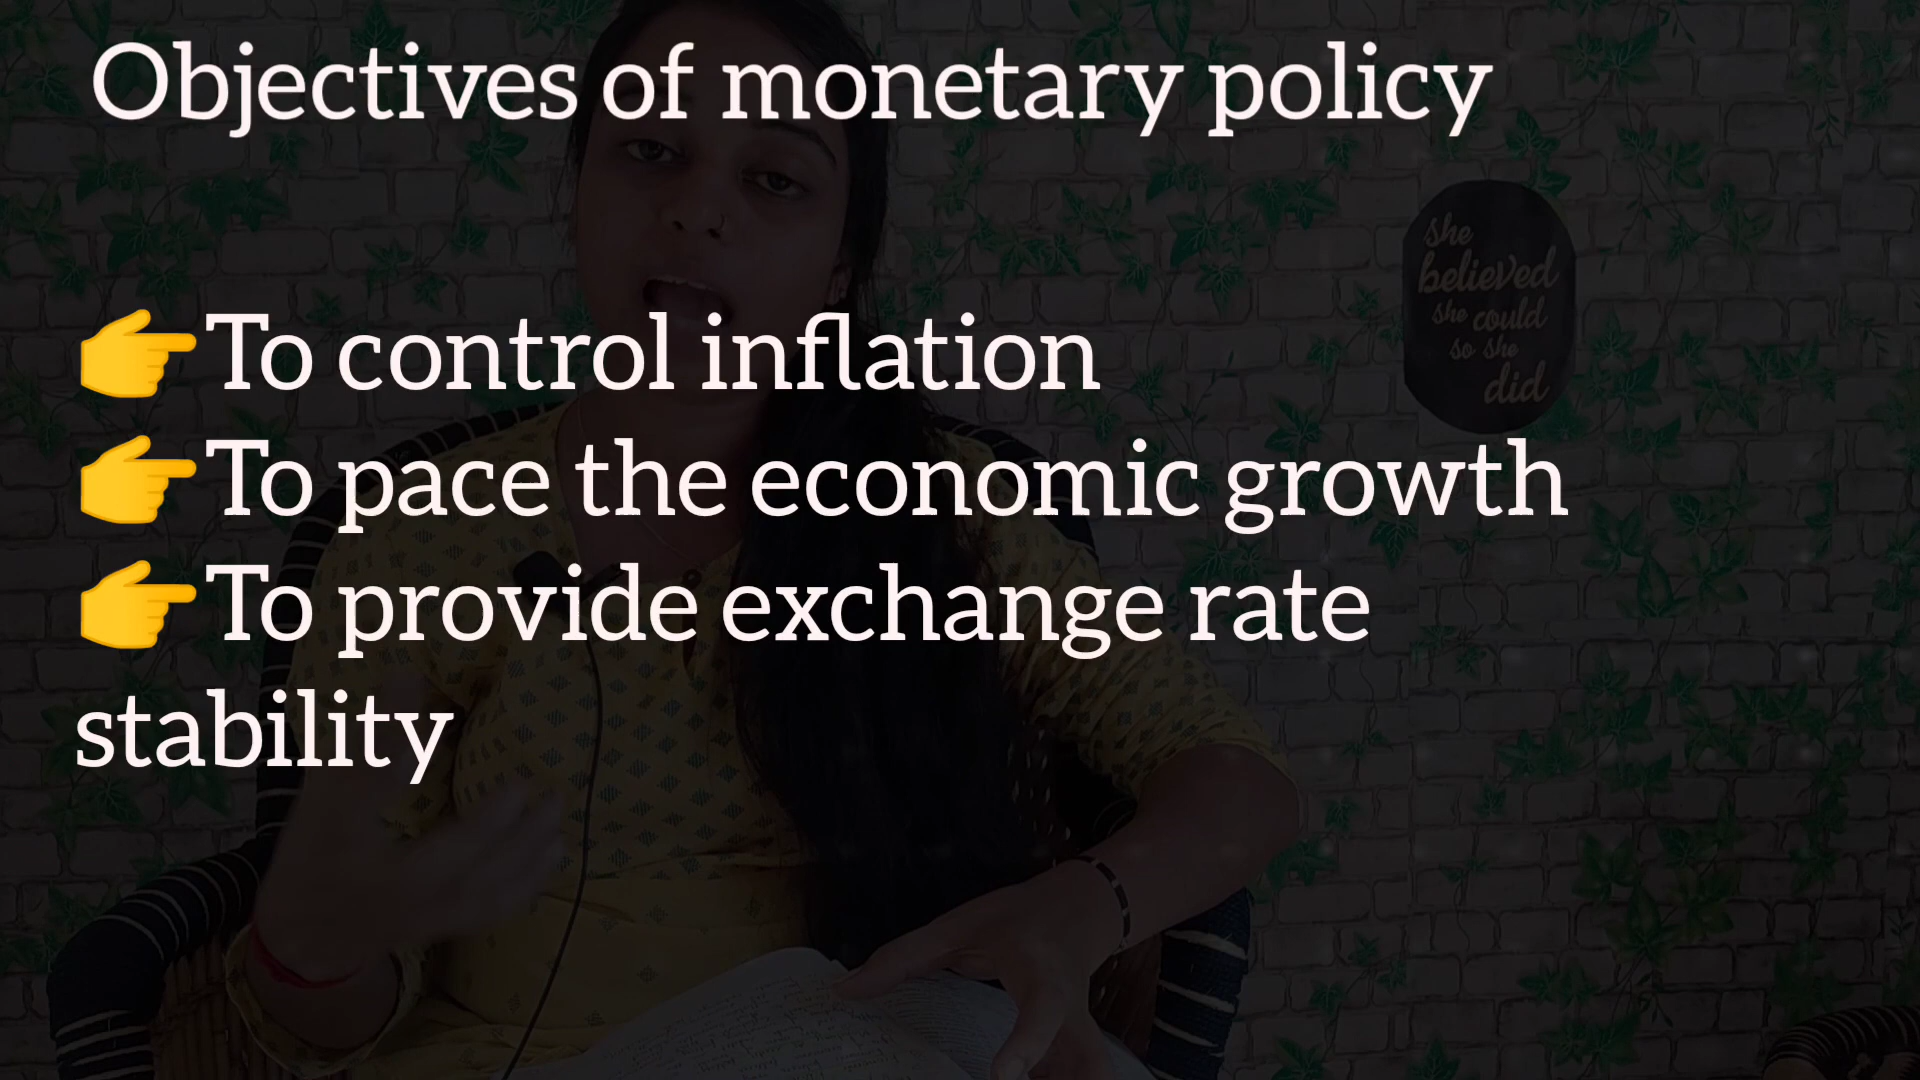 Objectives of monetary policy
👉To control inflation
👉To pace the economic growth
👉To provide exchange rate
stability
she
believed
she could
so she
did